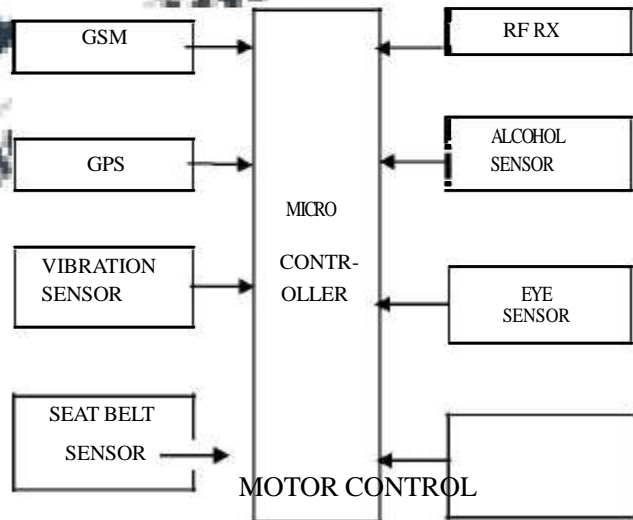 GSM
RF RX
GPS
ALCOHOL
SENSOR
MICRO
CONTR-
OLLER
VIBRATION
SENSOR
EYE
SENSOR
SEAT BELT
SENSOR
MOTOR CONTROL